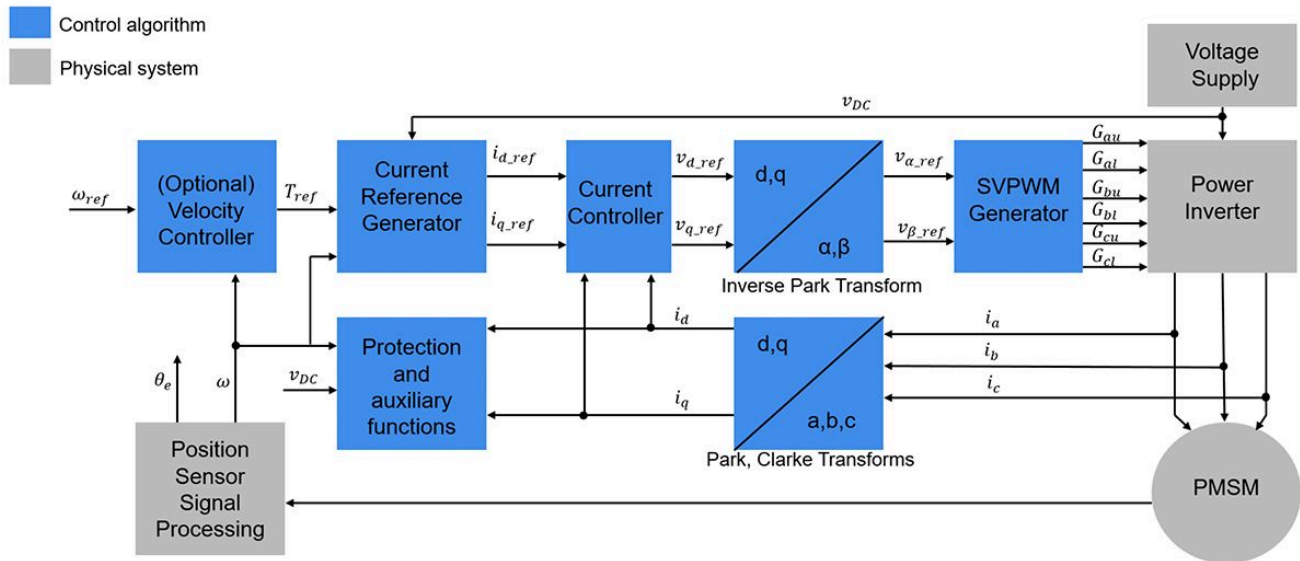 Control algorithm
Physical system
Voltage
Supply
v_DC
ω_ref
(Optional)
Velocity
Controller
T_ref
Current
Reference
Generator
i_d_ref
i_q_ref
Current
Controller
v_d_ref
v_q_ref
d,q
α,β
Inverse Park Transform
v_α_ref
v_β_ref
SVPWM
Generator
G_au
G_al
G_bu
G_bl
G_cu
G_cl
Power
Inverter
θ_e
ω
v_DC
Protection
and
auxiliary
functions
i_d
i_q
d,q
a,b,c
Park, Clarke Transforms
i_a
i_b
i_c
Position
Sensor
Signal
Processing
PMSM